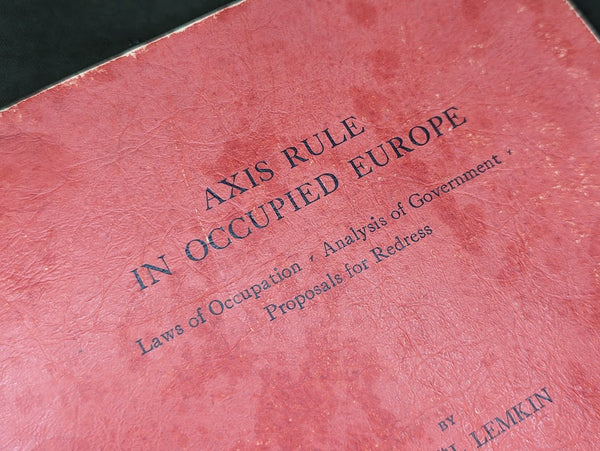 AXIS RULE
IN OCCUPIED EUROPE
Laws of Occupation · Analysis of Government ·
Proposals for Redress
BY
LEMKIN